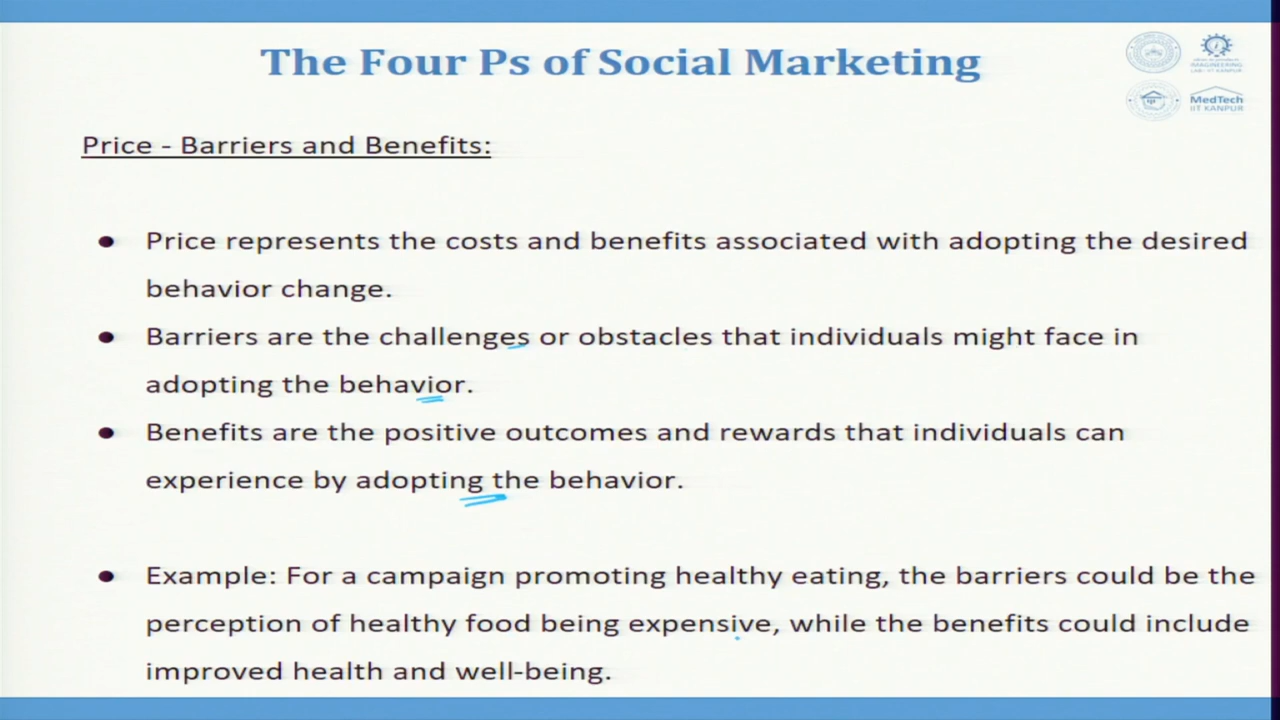 The Four Ps of Social Marketing
IMAGINEERING
LAB, IIT KANPUR
MedTech
IIT KANPUR
Price - Barriers and Benefits:
● Price represents the costs and benefits associated with adopting the desired
behavior change.
● Barriers are the challenges or obstacles that individuals might face in
adopting the behavior.
● Benefits are the positive outcomes and rewards that individuals can
experience by adopting the behavior.
● Example: For a campaign promoting healthy eating, the barriers could be the
perception of healthy food being expensive, while the benefits could include
improved health and well-being.